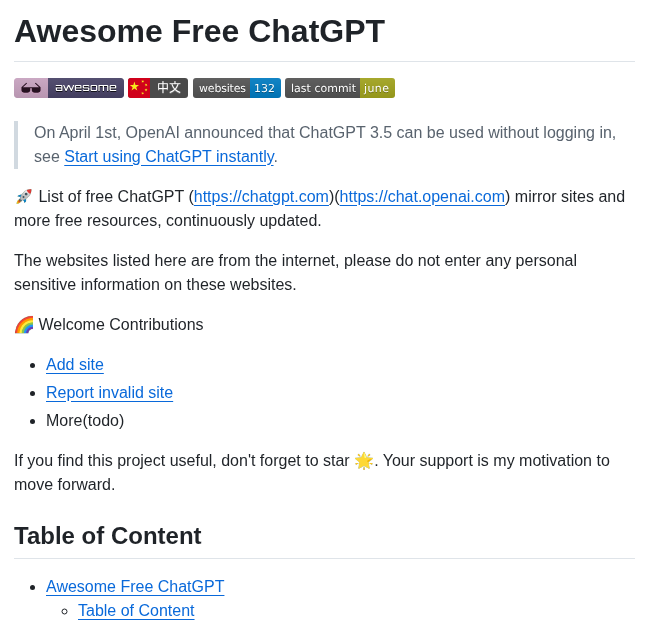 Awesome Free ChatGPT
awesome 中文 websites 132 last commit june
On April 1st, OpenAI announced that ChatGPT 3.5 can be used without logging in,
see Start using ChatGPT instantly.
🚀 List of free ChatGPT (https://chatgpt.com)(https://chat.openai.com) mirror sites and
more free resources, continuously updated.
The websites listed here are from the internet, please do not enter any personal
sensitive information on these websites.
🌈 Welcome Contributions
Add site
Report invalid site
More(todo)
If you find this project useful, don't forget to star 🌟. Your support is my motivation to
move forward.
Table of Content
Awesome Free ChatGPT
Table of Content